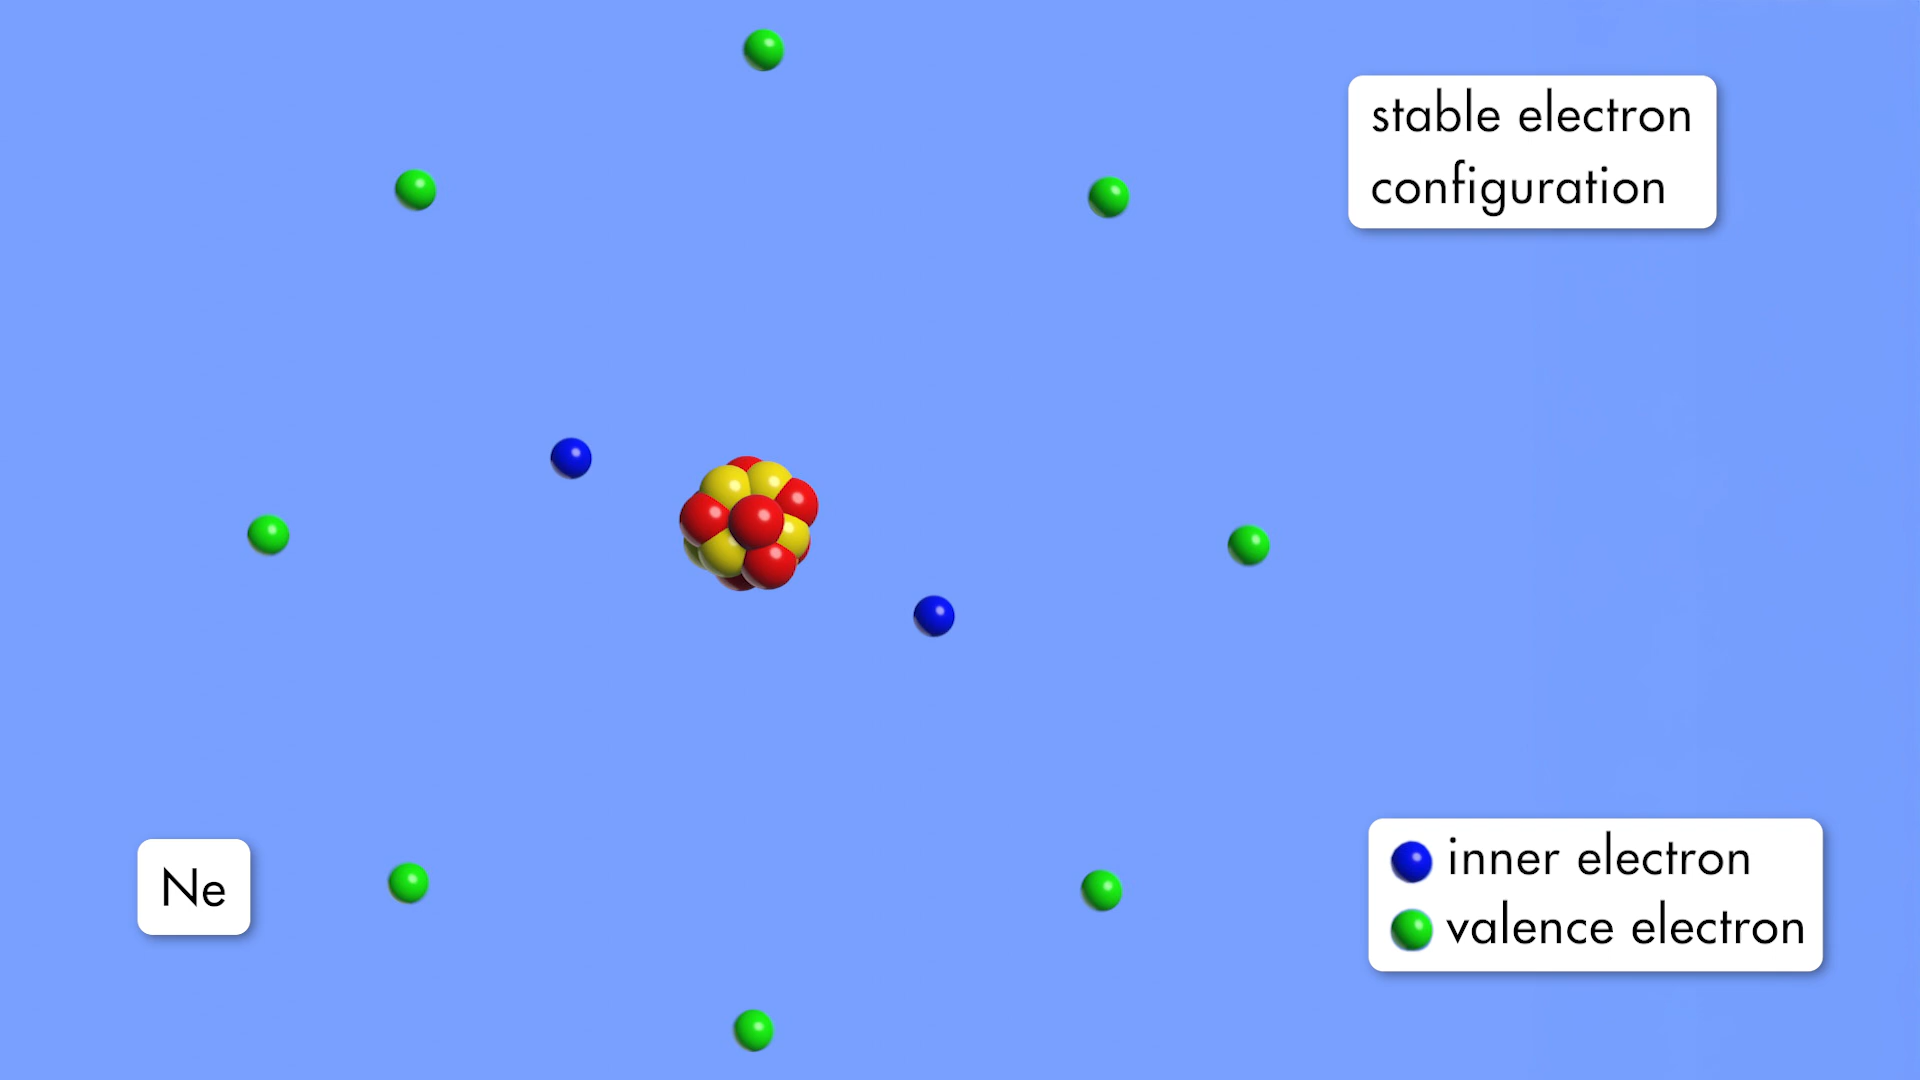 stable electron
configuration
Ne
inner electron
valence electron